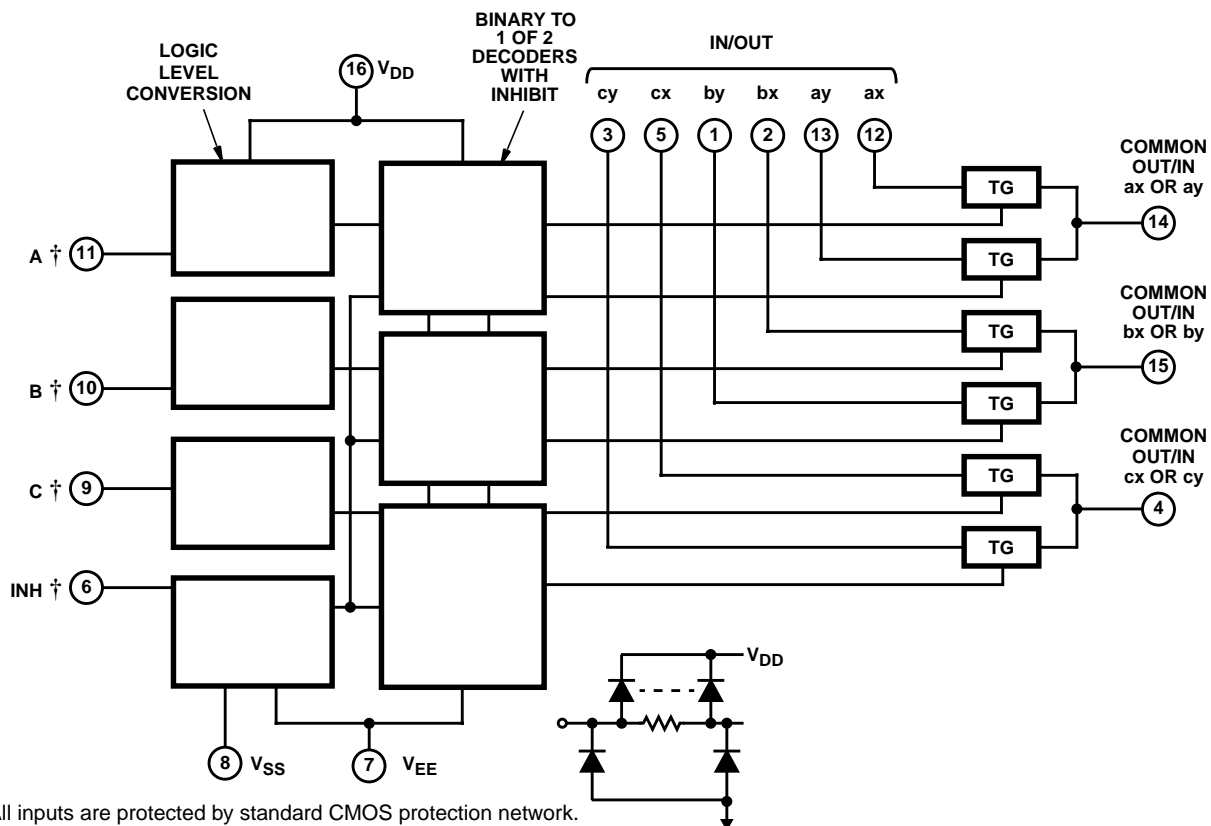 LOGIC
LEVEL
CONVERSION
16 VDD
BINARY TO
1 OF 2
DECODERS
WITH
INHIBIT
IN/OUT
cy cx by bx ay ax
3 5 1 2 13 12
COMMON
OUT/IN
ax OR ay
TG
14
A † 11
TG
COMMON
OUT/IN
bx OR by
TG
15
B † 10
TG
COMMON
OUT/IN
cx OR cy
C † 9
TG
4
TG
INH † 6
VDD
8 VSS
7 VEE
All inputs are protected by standard CMOS protection network.